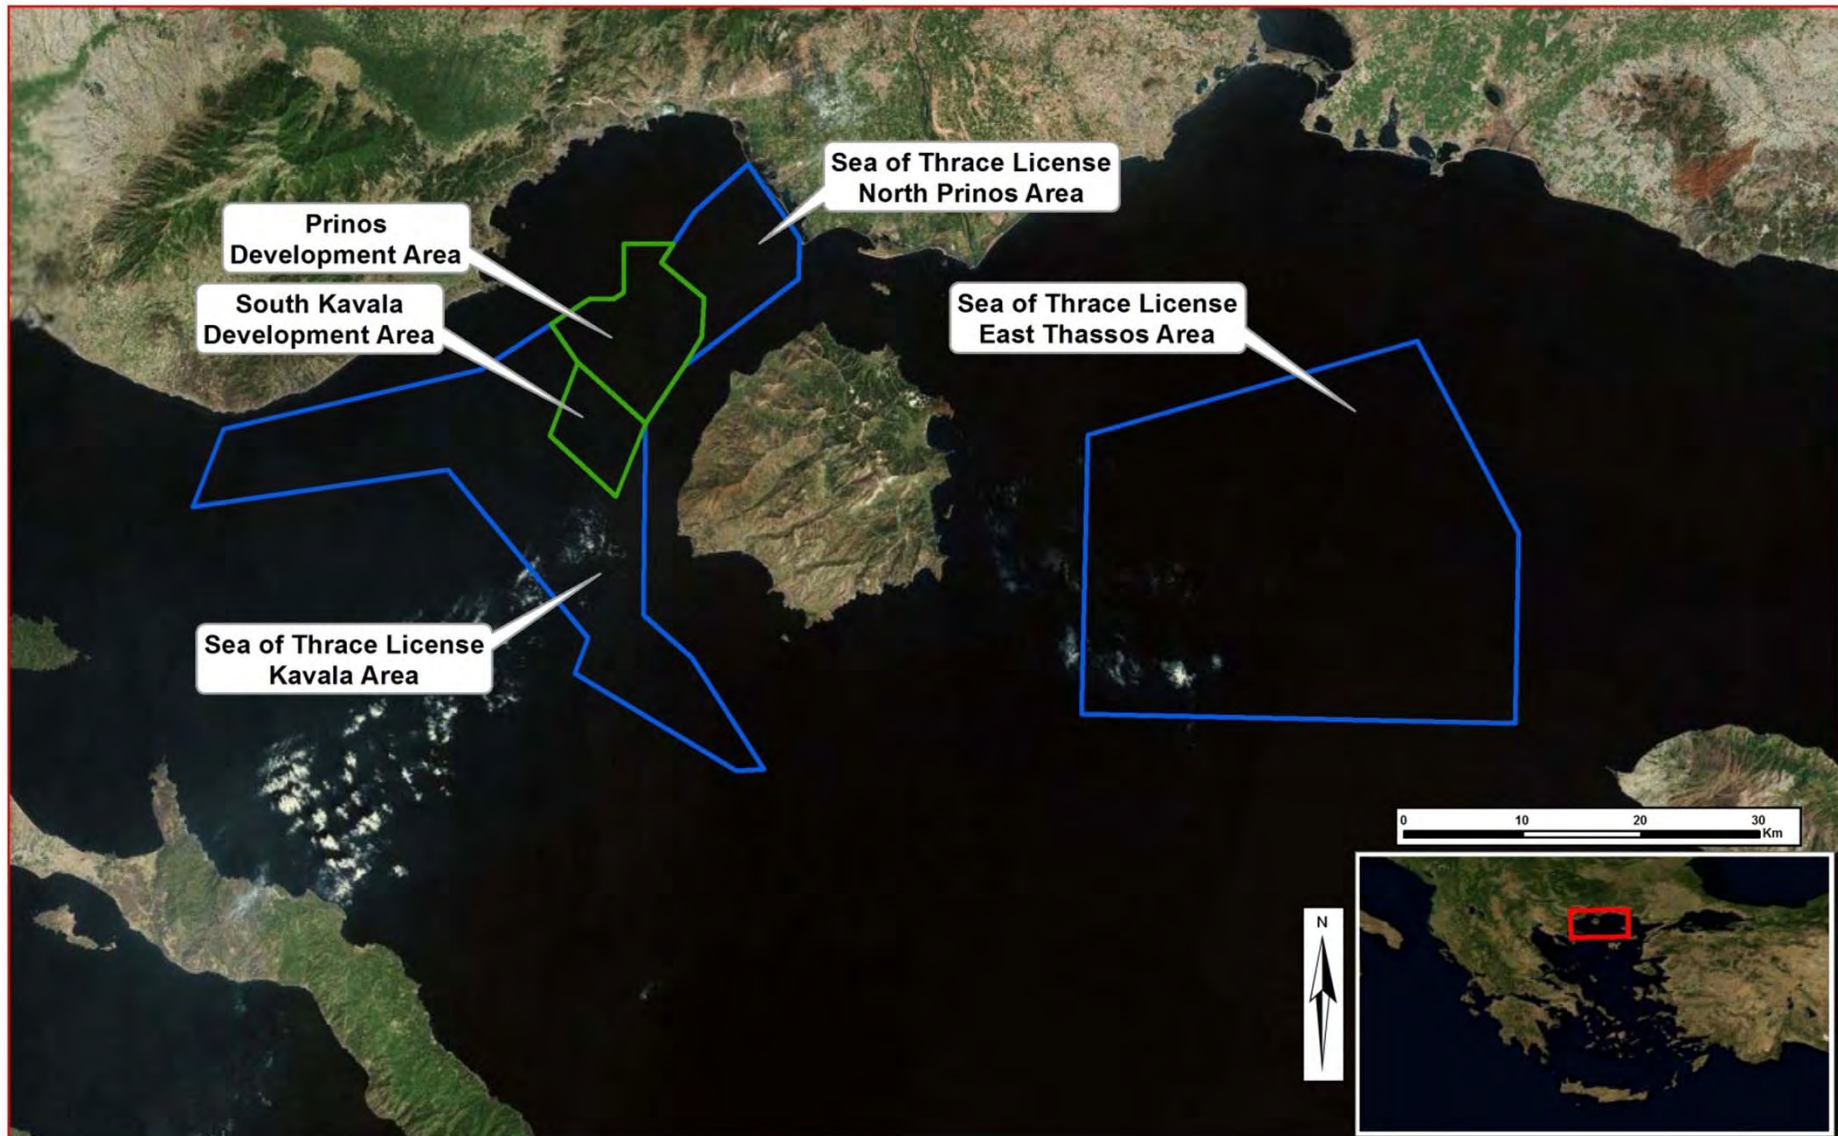 Sea of Thrace License
North Prinos Area
Prinos
Development Area
South Kavala
Development Area
Sea of Thrace License
East Thassos Area
Sea of Thrace License
Kavala Area
0 10 20 30
Km
N